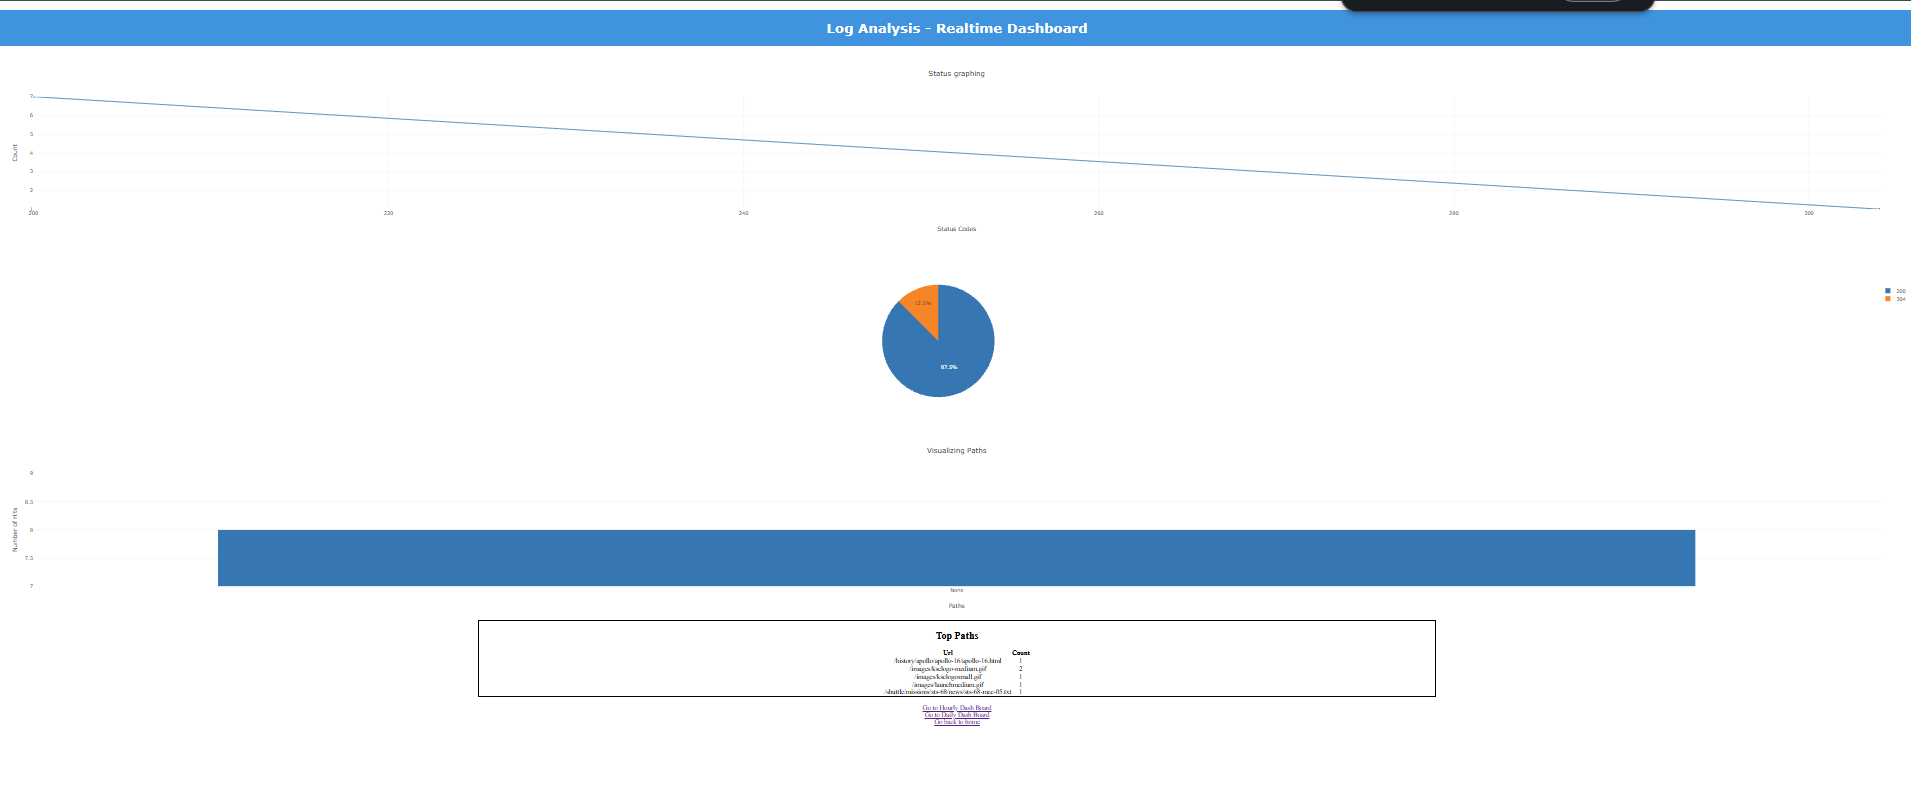 Log Analysis - Realtime Dashboard
Status graphing
7
6
5
4
3
2
1
Count
200
220
240
260
280
300
Status Codes
12.5%
87.5%
200
304
Visualizing Paths
9
8.5
8
7.5
7
Number of Hits
None
Paths
Top Paths
Url Count
/history/apollo/apollo-16/apollo-16.html 1
/images/ksclogo-medium.gif 2
/images/ksclogosmall.gif 1
/images/launchmedium.gif 1
/shuttle/missions/sts-68/news/sts-68-mcc-05.txt 1
Go to Hourly Dash Board
Go to Daily Dash Board
Go back to home